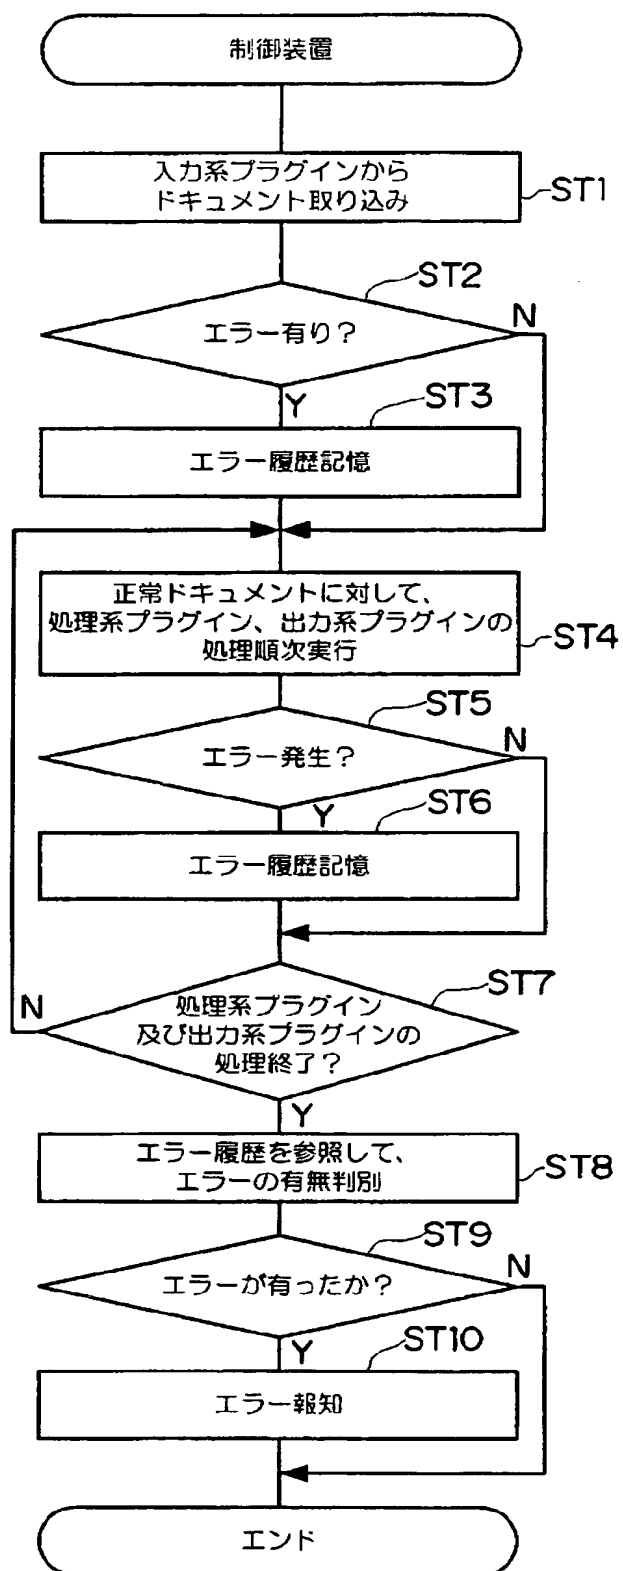 制御装置
入力系プラグインから
ドキュメント取り込み
ST1
ST2
エラー有り？
N
Y
ST3
エラー履歴記憶
正常ドキュメントに対して、
処理系プラグイン、出力系プラグインの
処理順次実行
ST4
ST5
エラー発生？
N
Y
ST6
エラー履歴記憶
ST7
N
処理系プラグイン
及び出力系プラグインの
処理終了？
Y
エラー履歴を参照して、
エラーの有無判別
ST8
ST9
エラーが有ったか？
N
Y
ST10
エラー報知
エンド